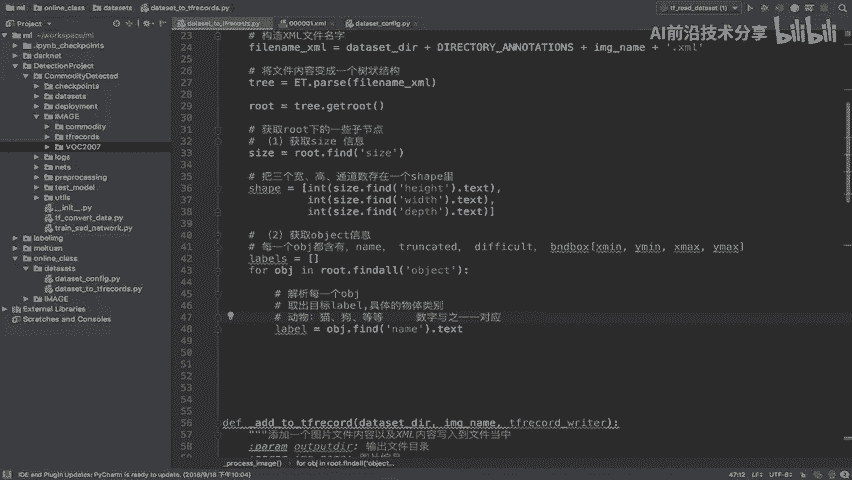 ml
online_class
datasets
dataset_to_tfrecords.py
tf_read_dataset (1)
AI前沿技术分享
bilibili
Project
dataset_to_tfrecords.py
000001.xml
dataset_config.py
ml ~/workspace/ml
.ipynb_checkpoints
darknet
DetectionProject
CommodityDetected
checkpoints
datasets
deployment
IMAGE
commodity
tfrecords
VOC2007
logs
nets
preprocessing
test_model
utils
__init__.py
tf_convert_data.py
train_ssd_network.py
labelimg
meituan
online_class
datasets
dataset_config.py
dataset_to_tfrecords.py
IMAGE
External Libraries
Scratches and Consoles
23 # 构造XML文件名字
24 filename_xml = dataset_dir + DIRECTORY_ANNOTATIONS + img_name + '.xml'
25
26 # 将文件内容变成一个树状结构
27 tree = ET.parse(filename_xml)
28
29 root = tree.getroot()
30
31 # 获取root下的一些子节点
32 # （1）获取size 信息
33 size = root.find('size')
34
35 # 把三个宽、高、通道数存在一个shape里
36 shape = [int(size.find('height').text),
37 int(size.find('width').text),
38 int(size.find('depth').text)]
39
40 # （2）获取object信息
41 # 每一个obj都含有，name， truncated， difficult， bndbox[xmin, ymin, xmax, ymax]
42 labels = []
43 for obj in root.findall('object'):
44
45 # 解析每一个obj
46 # 取出目标label,具体的物体类别
47 # 动物：猫、狗、等等 数字与之一一对应
48 label = obj.find('name').text
49
50
51
52
53
54
55
56 def _add_to_tfrecord(dataset_dir, img_name, tfrecord_writer):
57 """添加一个图片文件内容以及XML内容写入到文件当中
58 :param outputdir: 输出文件目录
_process_image()
for obj in root.findall('object...
IDE and Plugin Updates: PyCharm is ready to update. (2018/9/18 下午10:04)
47:12
LF÷
UTF-8÷